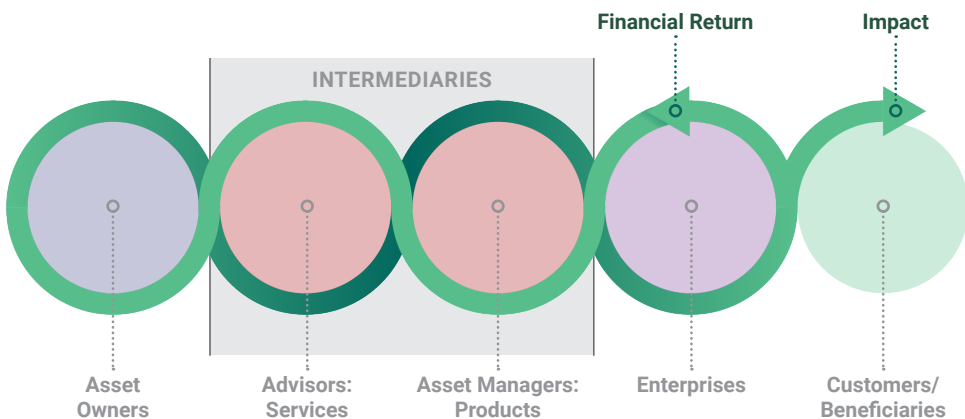 Financial Return
Impact
INTERMEDIARIES
Asset
Owners
Advisors:
Services
Asset Managers:
Products
Enterprises
Customers/
Beneficiaries